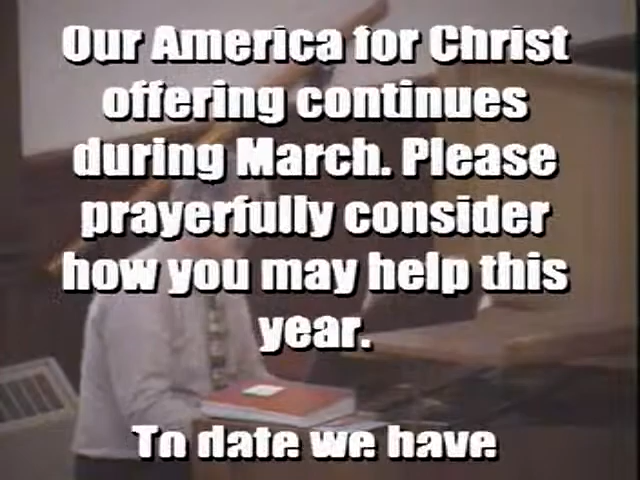 Our America for Christ
offering continues
during March. Please
prayerfully consider
how you may help this
year.
To date we have